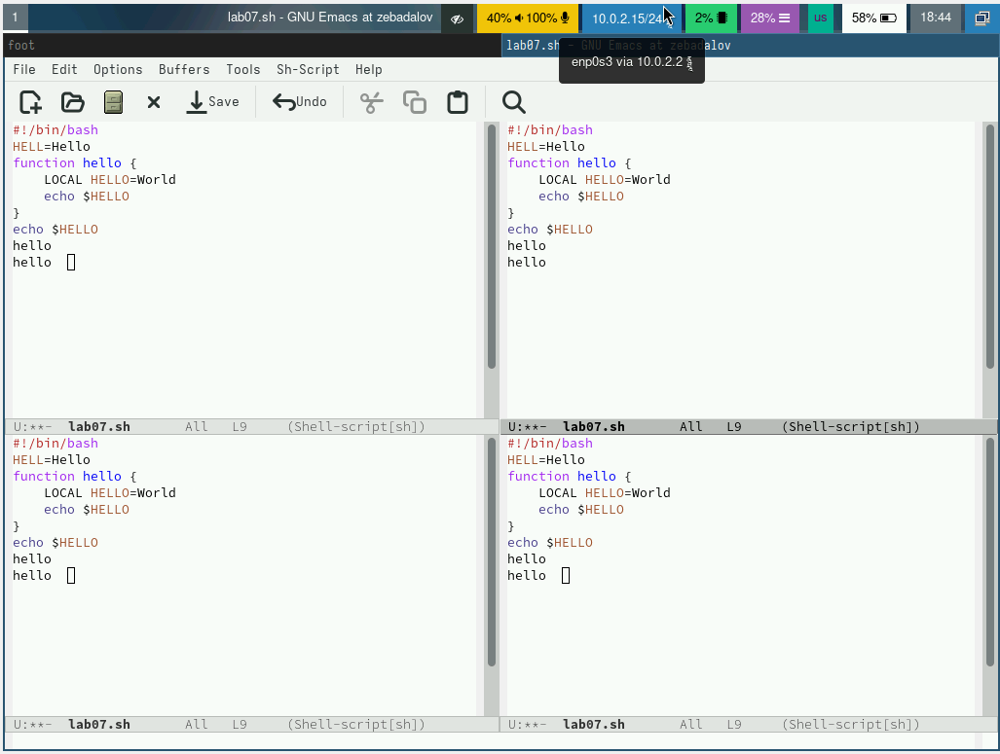 1 lab07.sh - GNU Emacs at zebadalov 40% 100% 10.0.2.15/24 2% 28% us 58% 18:44
foot lab07.sh - GNU Emacs at zebadalov
enp0s3 via 10.0.2.2
File Edit Options Buffers Tools Sh-Script Help
Save Undo
#!/bin/bash
HELL=Hello
function hello {
    LOCAL HELLO=World
    echo $HELLO
}
echo $HELLO
hello
hello
U:**- lab07.sh All L9 (Shell-script[sh])
#!/bin/bash
HELL=Hello
function hello {
    LOCAL HELLO=World
    echo $HELLO
}
echo $HELLO
hello
hello
U:**- lab07.sh All L9 (Shell-script[sh])
#!/bin/bash
HELL=Hello
function hello {
    LOCAL HELLO=World
    echo $HELLO
}
echo $HELLO
hello
hello
U:**- lab07.sh All L9 (Shell-script[sh])
#!/bin/bash
HELL=Hello
function hello {
    LOCAL HELLO=World
    echo $HELLO
}
echo $HELLO
hello
hello
U:**- lab07.sh All L9 (Shell-script[sh])